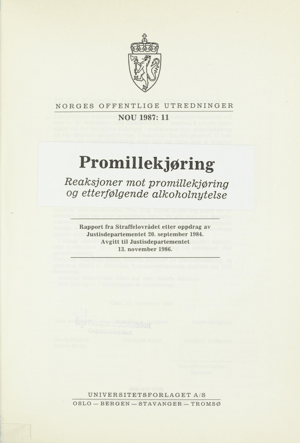 NORGES OFFENTLIGE UTREDNINGER
NOU 1987: 11
Promillekjøring
Reaksjoner mot promillekjøring
og etterfølgende alkoholnytelse
Rapport fra Straffelovrådet etter oppdrag av
Justisdepartementet 20. september 1984.
Avgitt til Justisdepartementet
13. november 1986.
UNIVERSITETSFORLAGET A/S
OSLO — BERGEN — STAVANGER — TROMSØ